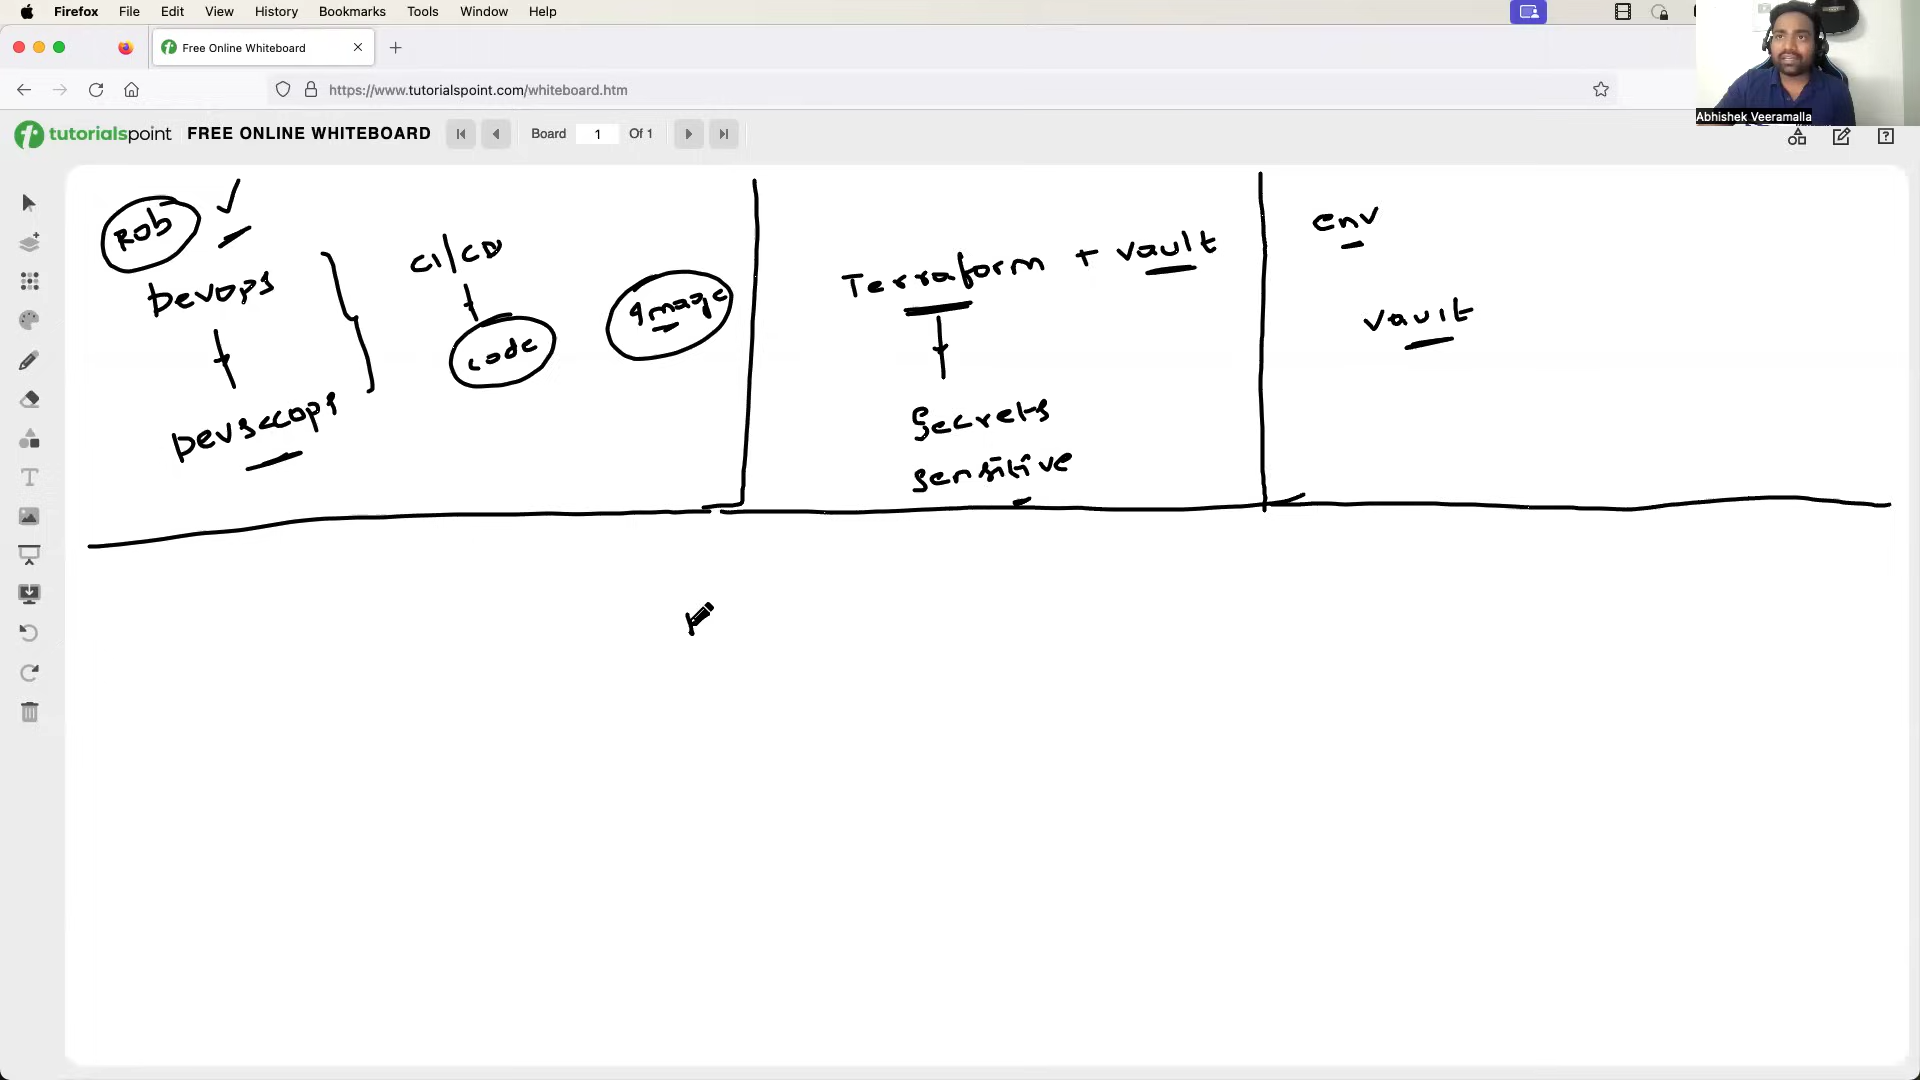 Firefox File Edit View History Bookmarks Tools Window Help
Free Online Whiteboard
https://www.tutorialspoint.com/whiteboard.htm
Abhishek Veeramalla
tutorialspoint FREE ONLINE WHITEBOARD Board 1 Of 1
ROb
Devops
Devsecops
CI/CD
code
Image
Terraform + vault
Secrets
Sensitive
env
vault